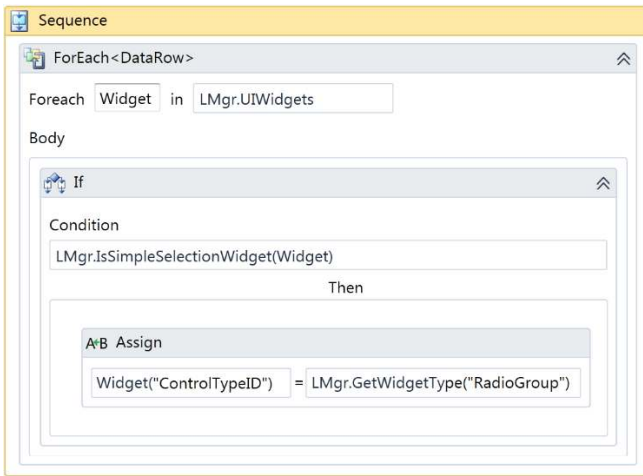 Sequence
ForEach<DataRow>
Foreach Widget in LMgr.UIWidgets
Body
If
Condition
LMgr.IsSimpleSelectionWidget(Widget)
Then
A+B Assign
Widget("ControlTypeID") = LMgr.GetWidgetType("RadioGroup")